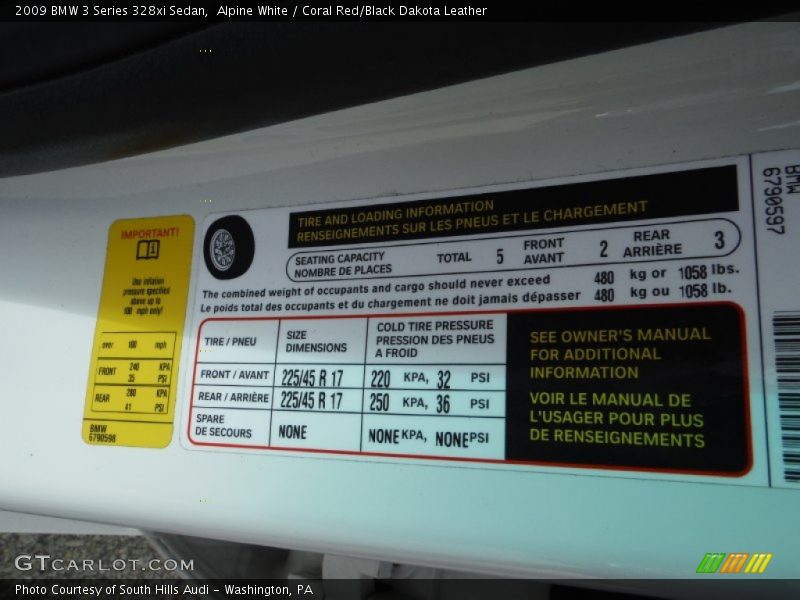 2009 BMW 3 Series 328xi Sedan, Alpine White / Coral Red/Black Dakota Leather
IMPORTANT!
Use inflation
pressure specified
above up to
100 mph only!
over 100 mph
FRONT 240 KPA
35 PSI
REAR 280 KPA
41 PSI
BMW
6790598
TIRE AND LOADING INFORMATION
RENSEIGNEMENTS SUR LES PNEUS ET LE CHARGEMENT
SEATING CAPACITY
NOMBRE DE PLACES
TOTAL 5
FRONT
AVANT
2
REAR
ARRIÈRE
3
The combined weight of occupants and cargo should never exceed 480 kg or 1058 lbs.
Le poids total des occupants et du chargement ne doit jamais dépasser 480 kg ou 1058 lb.
TIRE / PNEU
SIZE
DIMENSIONS
COLD TIRE PRESSURE
PRESSION DES PNEUS
A FROID
FRONT / AVANT 225/45 R 17 220 KPA, 32 PSI
REAR / ARRIÈRE 225/45 R 17 250 KPA, 36 PSI
SPARE
DE SECOURS
NONE NONE KPA, NONE PSI
SEE OWNER'S MANUAL
FOR ADDITIONAL
INFORMATION
VOIR LE MANUAL DE
L'USAGER POUR PLUS
DE RENSEIGNEMENTS
BMW
6790597
GTCARLOT.COM
Photo Courtesy of South Hills Audi - Washington, PA